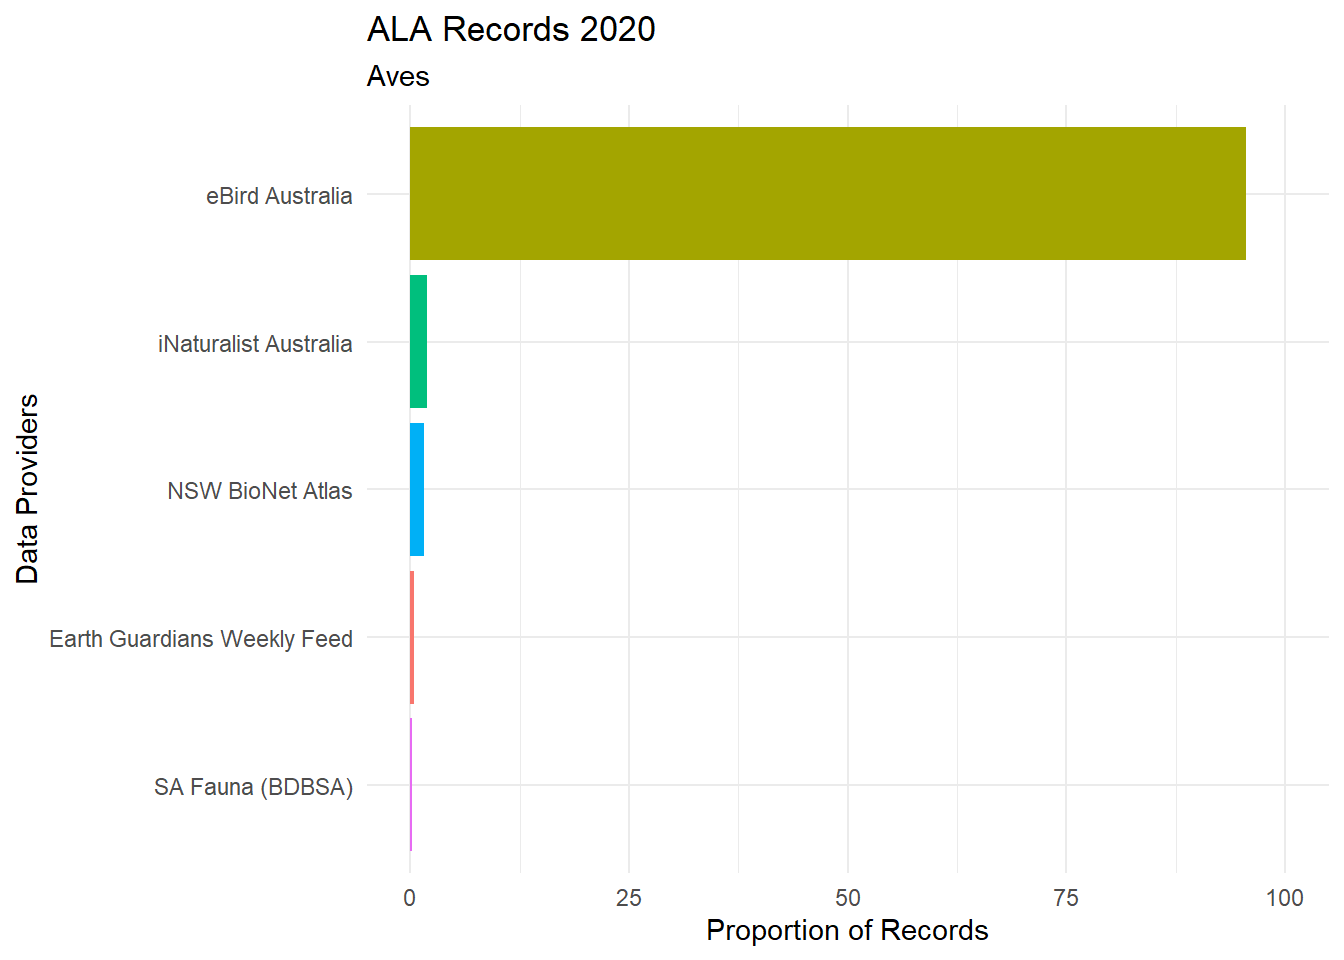 ALA Records 2020
Aves
eBird Australia
iNaturalist Australia
NSW BioNet Atlas
Earth Guardians Weekly Feed
SA Fauna (BDBSA)
Data Providers
0 25 50 75 100
Proportion of Records